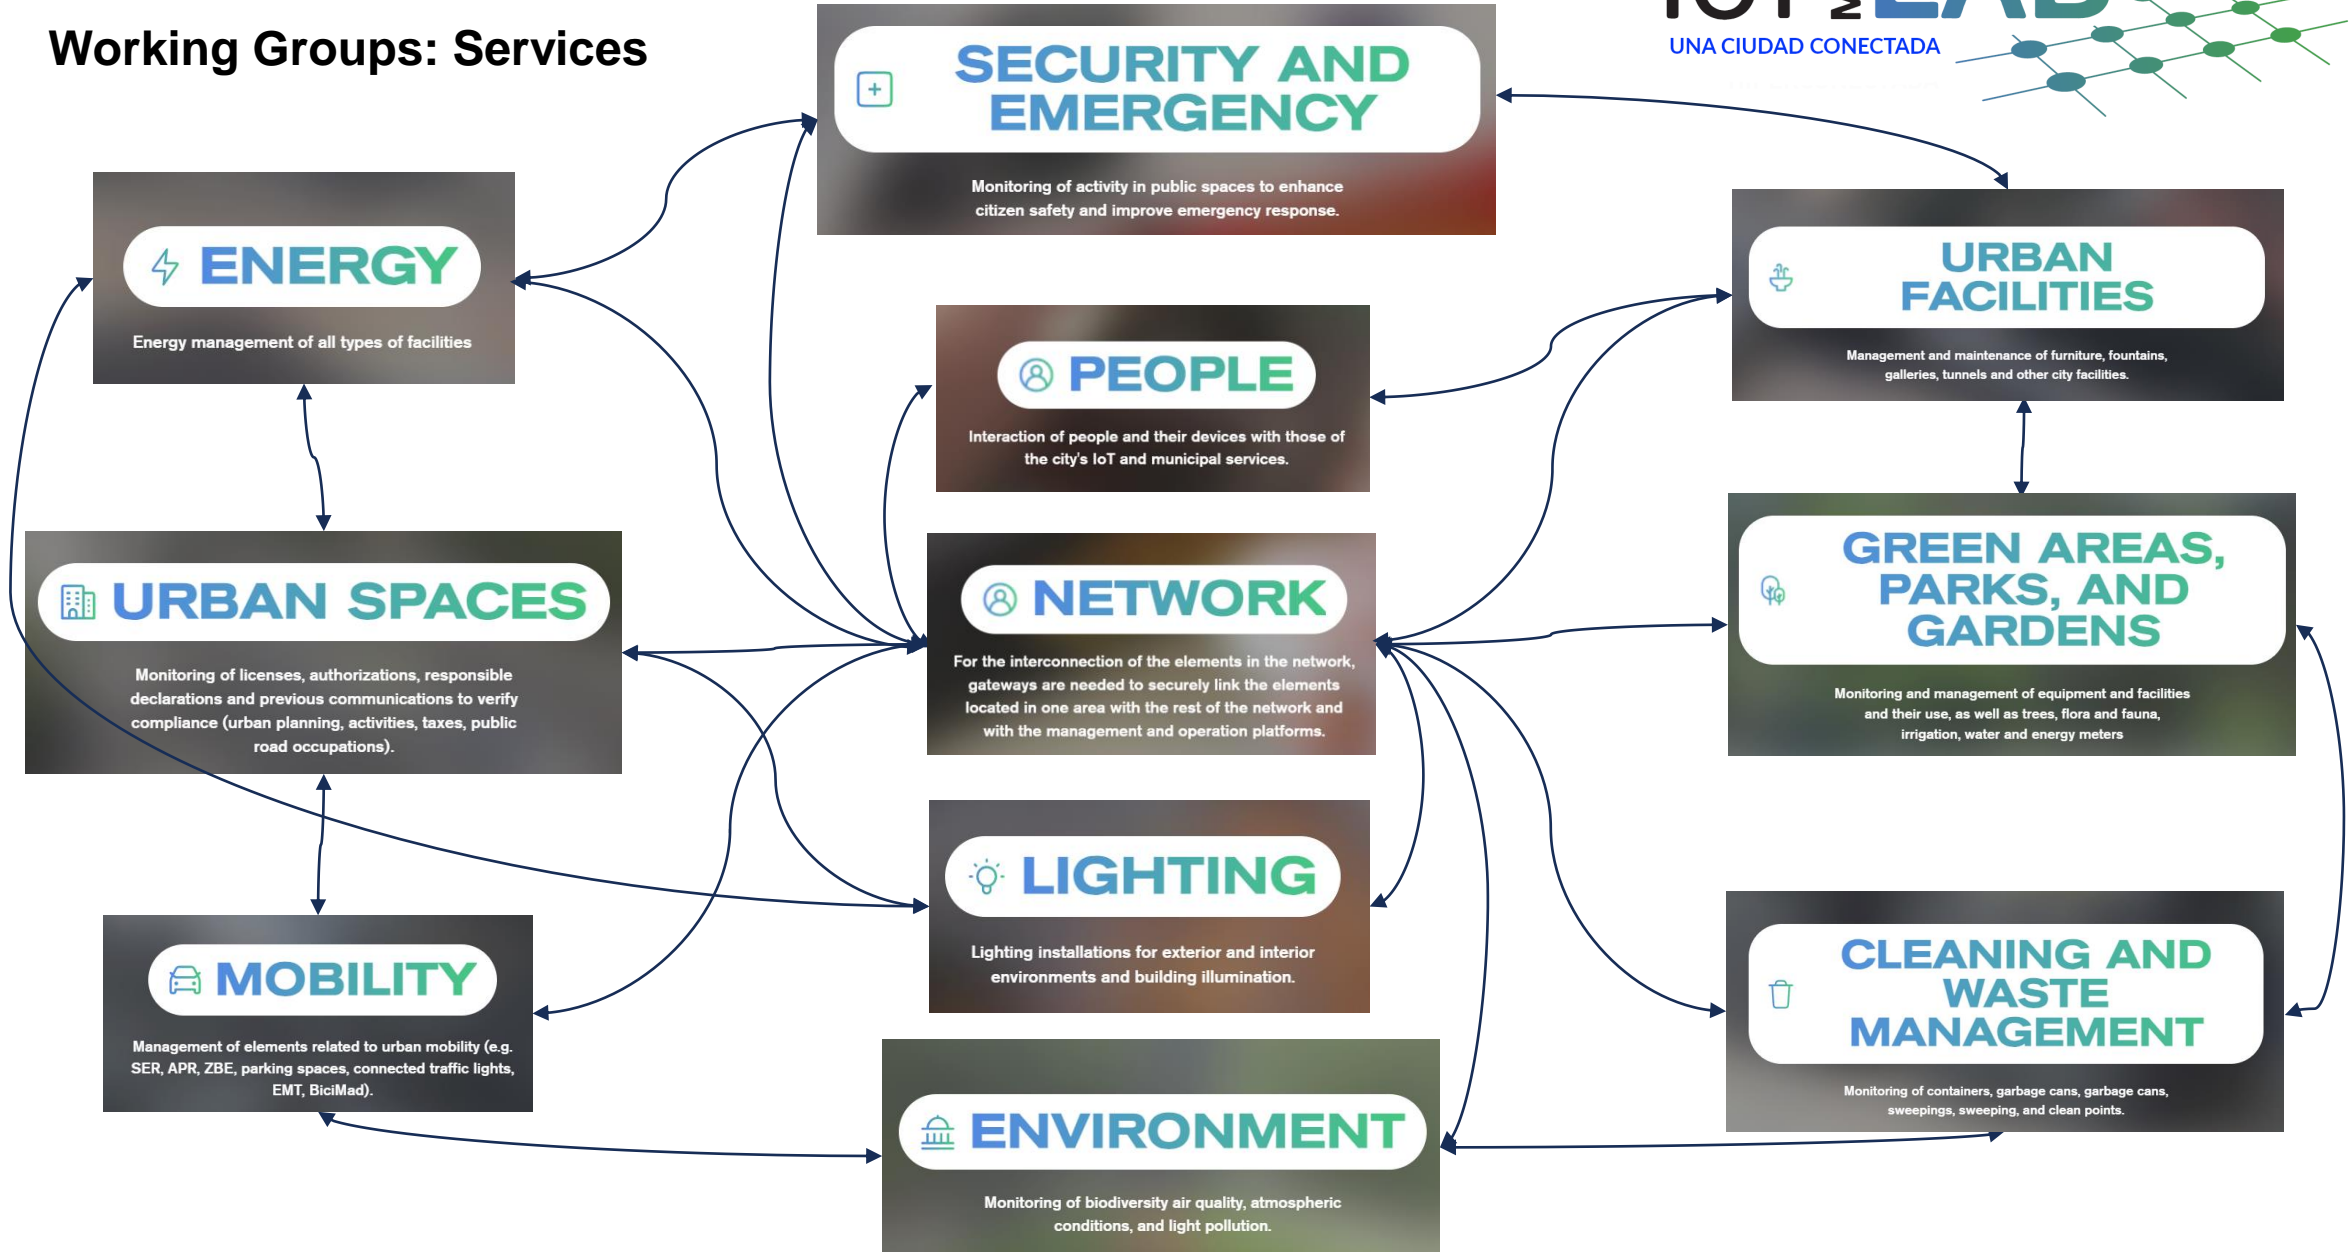 Working Groups: Services
UNA CIUDAD CONECTADA
SECURITY AND
EMERGENCY
Monitoring of activity in public spaces to enhance
citizen safety and improve emergency response.
ENERGY
Energy management of all types of facilities
URBAN
FACILITIES
Management and maintenance of furniture, fountains,
galleries, tunnels and other city facilities.
PEOPLE
Interaction of people and their devices with those of
the city's IoT and municipal services.
URBAN SPACES
Monitoring of licenses, authorizations, responsible
declarations and previous communications to verify
compliance (urban planning, activities, taxes, public
road occupations).
NETWORK
For the interconnection of the elements in the network,
gateways are needed to securely link the elements
located in one area with the rest of the network and
with the management and operation platforms.
GREEN AREAS,
PARKS, AND
GARDENS
Monitoring and management of equipment and facilities
and their use, as well as trees, flora and fauna,
irrigation, water and energy meters
LIGHTING
Lighting installations for exterior and interior
environments and building illumination.
MOBILITY
Management of elements related to urban mobility (e.g.
SER, APR, ZBE, parking spaces, connected traffic lights,
EMT, BiciMad).
CLEANING AND
WASTE
MANAGEMENT
Monitoring of containers, garbage cans, garbage cans,
sweepings, sweeping, and clean points.
ENVIRONMENT
Monitoring of biodiversity air quality, atmospheric
conditions, and light pollution.